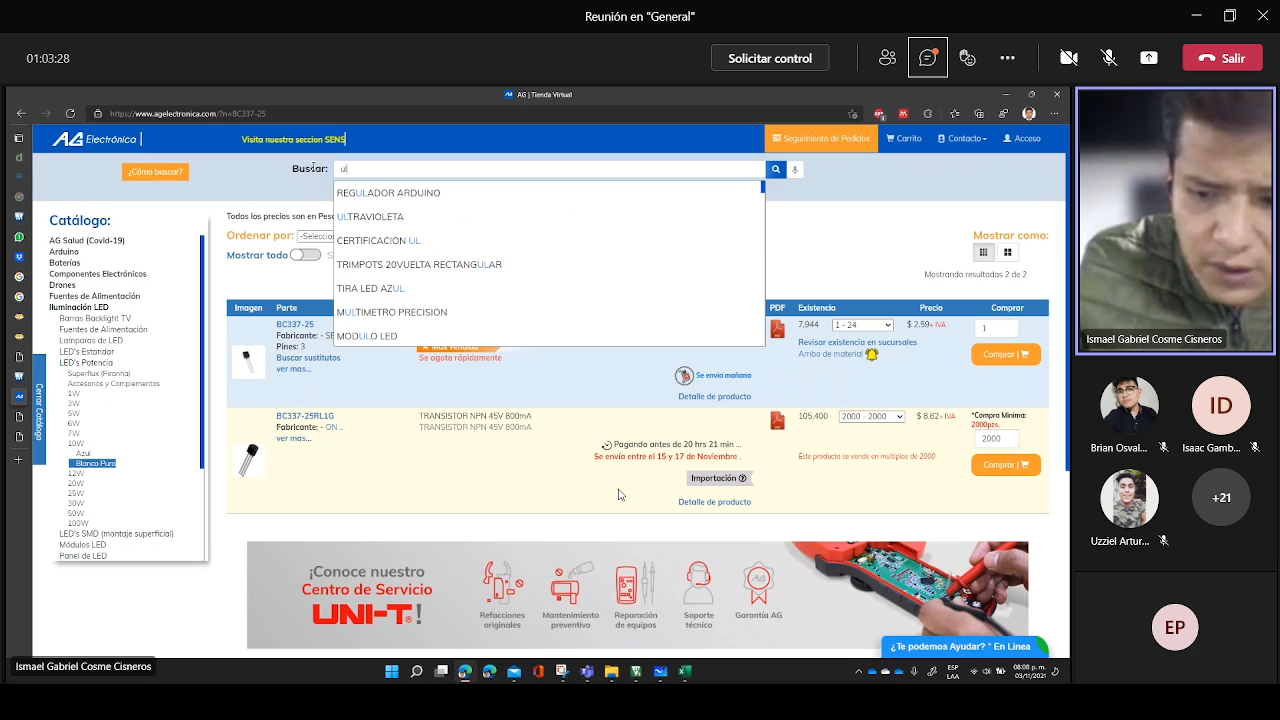 Reunión en "General"
01:03:28
Solicitar control
Salir
AG | Tienda Virtual
https://www.agelectronica.com/?n=BC337-25
AG Electrónica
Visita nuestra seccion SENS
Seguimiento de Pedidos
Carrito
Contacto
Acceso
¿Cómo buscar?
Buscar:
ul
REGULADOR ARDUINO
ULTRAVIOLETA
CERTIFICACION UL
TRIMPOTS 20VUELTA RECTANGULAR
TIRA LED AZUL
MULTIMETRO PRECISION
MODULO LED
Catálogo:
AG Salud (Covid-19)
Arduino
Baterías
Componentes Electrónicos
Drones
Fuentes de Alimentación
Iluminación LED
Barras Backlight TV
Fuentes de Alimentación
Lamparas de LED
LED's Estandar
LED's Potencia
Superflux (Piranha)
Accesorios y Complementos
1W
3W
5W
6W
7W
10W
Azul
Blanco Puro
12W
20W
25W
30W
50W
100W
LED's SMD (montaje superficial)
Módulos LED
Panel de LED
Cerrar Catálogo
Todos los precios son en Pes
Ordenar por:
-Seleccio
Mostrar todo
S
Mostrar como:
Mostrando resultados 2 de 2
Imagen
Parte
PDF
Existencia
Precio
Comprar
BC337-25
Fabricante: - SE
Pines: 3
Buscar sustitutos
ver mas...
Mas Vendido
Se agota rápidamente
Se envia mañana
Detalle de producto
7,944
1 - 24
$ 2.59 + IVA
1
Revisar existencia en sucursales
Arribo de material
Comprar |
BC337-25RL1G
Fabricante: - ON ..
ver mas...
TRANSISTOR NPN 45V 800mA
TRANSISTOR NPN 45V 800mA
Pagando antes de 20 hrs 21 min ...
Se envía entre el 15 y 17 de Noviembre .
Importación
Detalle de producto
105,400
2000 - 2000
$ 8.62 + IVA
*Compra Minima:
2000pzs.
2000
Este producto se vende en multiplos de 2000
Comprar |
¡Conoce nuestro
Centro de Servicio
UNI-T!
Refacciones
originales
Mantenimiento
preventivo
Reparación
de equipos
Soporte
técnico
Garantía AG
¿Te podemos Ayudar? * En Linea
Ismael Gabriel Cosme Cisneros
ESP
LAA
08:08 p. m.
03/11/2021
Ismael Gabriel Cosme Cisneros
Brian Osval...
ID
Isaac Gamb...
Uzziel Artur...
+21
EP